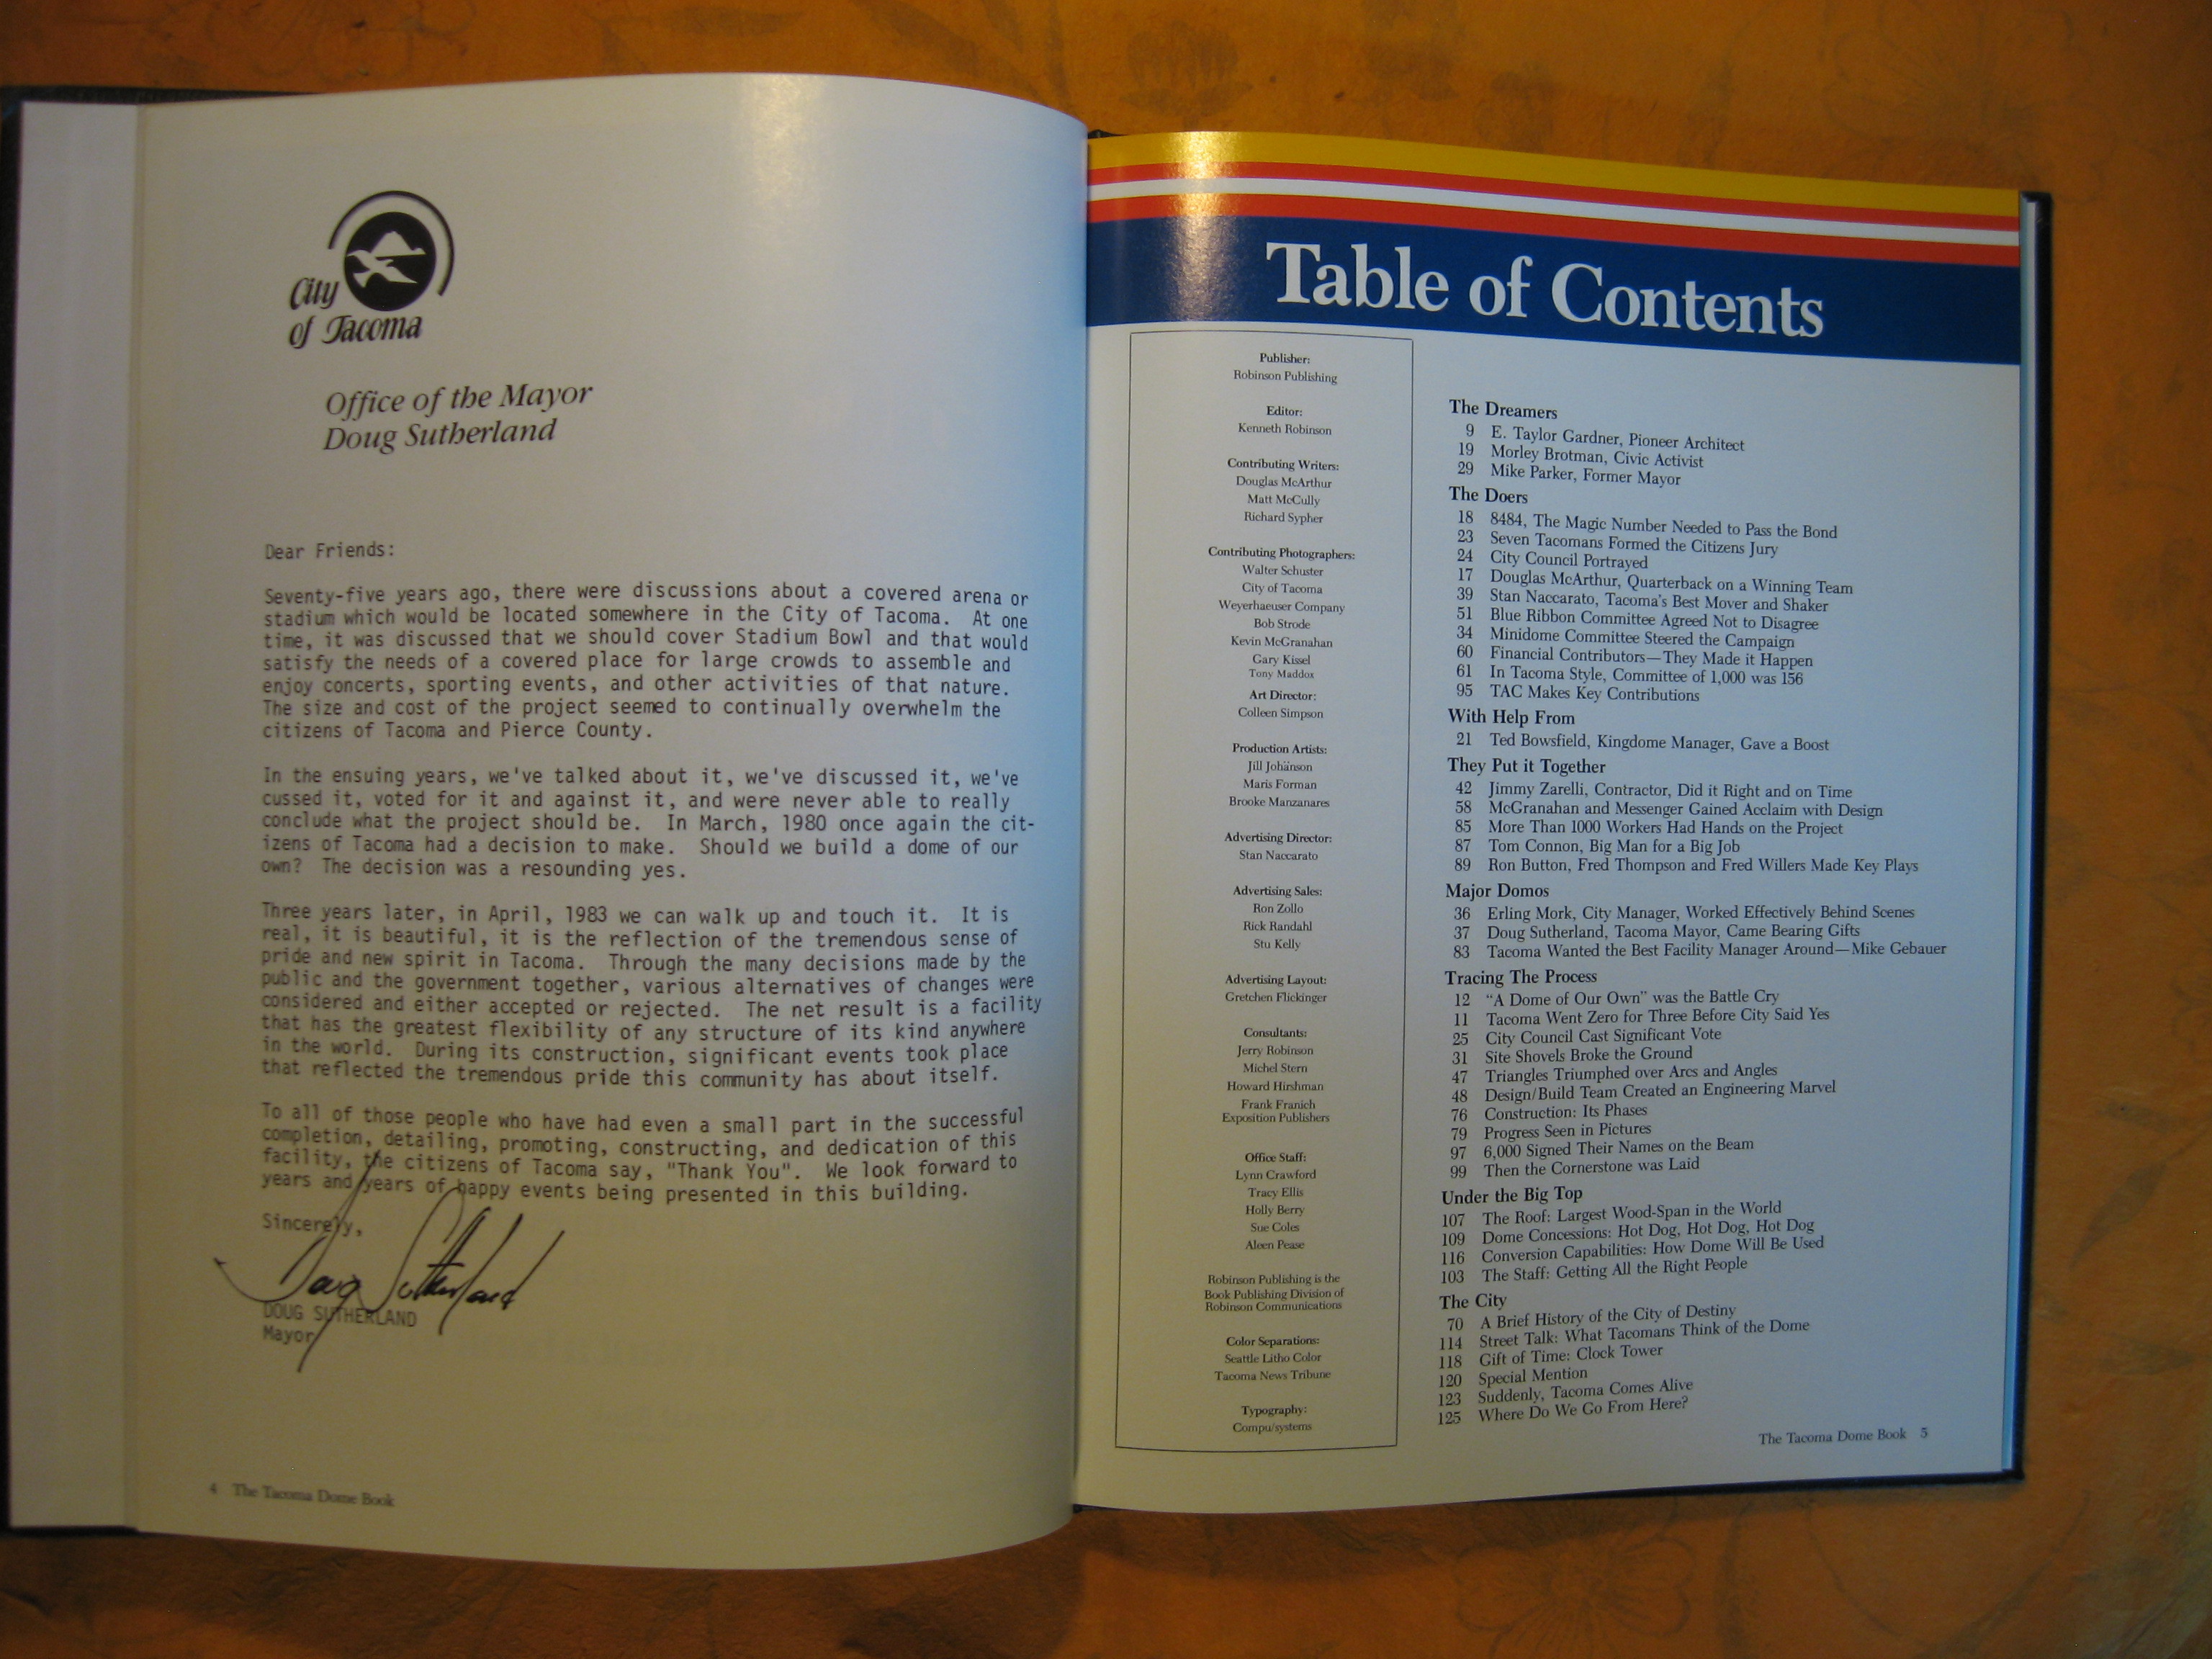 City
of Tacoma
Office of the Mayor
Doug Sutherland
Dear Friends:
Seventy-five years ago, there were discussions about a covered arena or
stadium which would be located somewhere in the City of Tacoma. At one
time, it was discussed that we should cover Stadium Bowl and that would
satisfy the needs of a covered place for large crowds to assemble and
enjoy concerts, sporting events, and other activities of that nature.
The size and cost of the project seemed to continually overwhelm the
citizens of Tacoma and Pierce County.
In the ensuing years, we've talked about it, we've discussed it, we've
cussed it, voted for it and against it, and were never able to really
conclude what the project should be. In March, 1980 once again the cit-
izens of Tacoma had a decision to make. Should we build a dome of our
own? The decision was a resounding yes.
Three years later, in April, 1983 we can walk up and touch it. It is
real, it is beautiful, it is the reflection of the tremendous sense of
pride and new spirit in Tacoma. Through the many decisions made by the
public and the government together, various alternatives of changes were
considered and either accepted or rejected. The net result is a facility
that has the greatest flexibility of any structure of its kind anywhere
in the world. During its construction, significant events took place
that reflected the tremendous pride this community has about itself.
To all of those people who have had even a small part in the successful
completion, detailing, promoting, constructing, and dedication of this
facility, the citizens of Tacoma say, "Thank You". We look forward to
years and years of happy events being presented in this building.
Sincerely,
Doug Sutherland
DOUG SUTHERLAND
Mayor
4 The Tacoma Dome Book
Table of Contents
Publisher:
Robinson Publishing
Editor:
Kenneth Robinson
Contributing Writers:
Douglas McArthur
Matt McCully
Richard Sypher
Contributing Photographers:
Walter Schuster
City of Tacoma
Weyerhaeuser Company
Bob Strode
Kevin McGranahan
Gary Kissel
Tony Maddox
Art Director:
Colleen Simpson
Production Artists:
Jill Johanson
Maris Forman
Brooke Manzanares
Advertising Director:
Stan Naccarato
Advertising Sales:
Ron Zollo
Rick Randahl
Stu Kelly
Advertising Layout:
Gretchen Flickinger
Consultants:
Jerry Robinson
Michel Stern
Howard Hirshman
Frank Franich
Exposition Publishers
Office Staff:
Lynn Crawford
Tracy Ellis
Holly Berry
Sue Coles
Aleen Pease
Robinson Publishing is the
Book Publishing Division of
Robinson Communications
Color Separations:
Seattle Litho Color
Tacoma News Tribune
Typography:
Compu/systems
The Dreamers
9 E. Taylor Gardner, Pioneer Architect
19 Morley Brotman, Civic Activist
29 Mike Parker, Former Mayor
The Doers
18 8484, The Magic Number Needed to Pass the Bond
23 Seven Tacomans Formed the Citizens Jury
24 City Council Portrayed
17 Douglas McArthur, Quarterback on a Winning Team
39 Stan Naccarato, Tacoma's Best Mover and Shaker
51 Blue Ribbon Committee Agreed Not to Disagree
34 Minidome Committee Steered the Campaign
60 Financial Contributors—They Made it Happen
61 In Tacoma Style, Committee of 1,000 was 156
95 TAC Makes Key Contributions
With Help From
21 Ted Bowsfield, Kingdome Manager, Gave a Boost
They Put it Together
42 Jimmy Zarelli, Contractor, Did it Right and on Time
58 McGranahan and Messenger Gained Acclaim with Design
85 More Than 1000 Workers Had Hands on the Project
87 Tom Connon, Big Man for a Big Job
89 Ron Button, Fred Thompson and Fred Willers Made Key Plays
Major Domos
36 Erling Mork, City Manager, Worked Effectively Behind Scenes
37 Doug Sutherland, Tacoma Mayor, Came Bearing Gifts
83 Tacoma Wanted the Best Facility Manager Around—Mike Gebauer
Tracing The Process
12 “A Dome of Our Own” was the Battle Cry
11 Tacoma Went Zero for Three Before City Said Yes
25 City Council Cast Significant Vote
31 Site Shovels Broke the Ground
47 Triangles Triumphed over Arcs and Angles
48 Design/Build Team Created an Engineering Marvel
76 Construction: Its Phases
79 Progress Seen in Pictures
97 6,000 Signed Their Names on the Beam
99 Then the Cornerstone was Laid
Under the Big Top
107 The Roof: Largest Wood-Span in the World
109 Dome Concessions: Hot Dog, Hot Dog, Hot Dog
116 Conversion Capabilities: How Dome Will Be Used
103 The Staff: Getting All the Right People
The City
70 A Brief History of the City of Destiny
114 Street Talk: What Tacomans Think of the Dome
118 Gift of Time: Clock Tower
120 Special Mention
123 Suddenly, Tacoma Comes Alive
125 Where Do We Go From Here?
The Tacoma Dome Book 5